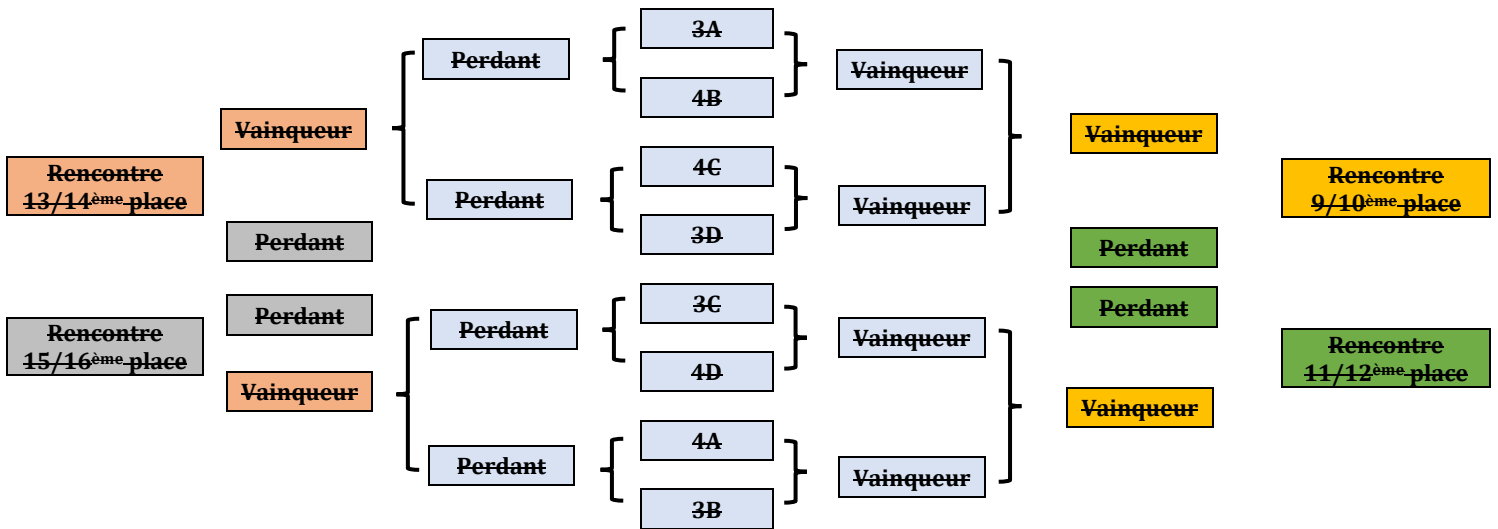 3A
Perdant
Vainqueur
4B
Vainqueur
Vainqueur
Rencontre
13/14ème place
4C
Rencontre
9/10ème place
Perdant
Vainqueur
3D
Perdant
Perdant
Perdant
3C
Perdant
Rencontre
15/16ème place
Perdant
Vainqueur
Rencontre
11/12ème place
4D
Vainqueur
Vainqueur
4A
Perdant
Vainqueur
3B